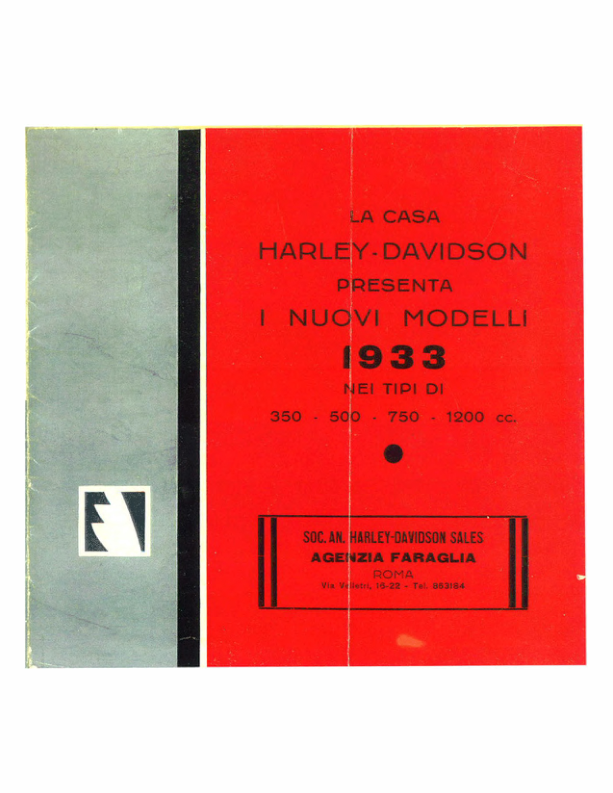 LA CASA
HARLEY-DAVIDSON
PRESENTA
I NUOVI MODELLI
1933
NEI TIPI DI
350 - 500 - 750 - 1200 cc.
SOC. AN. HARLEY-DAVIDSON SALES
AGENZIA FARAGLIA
ROMA
Via Velletri, 16-22 - Tel. 853184